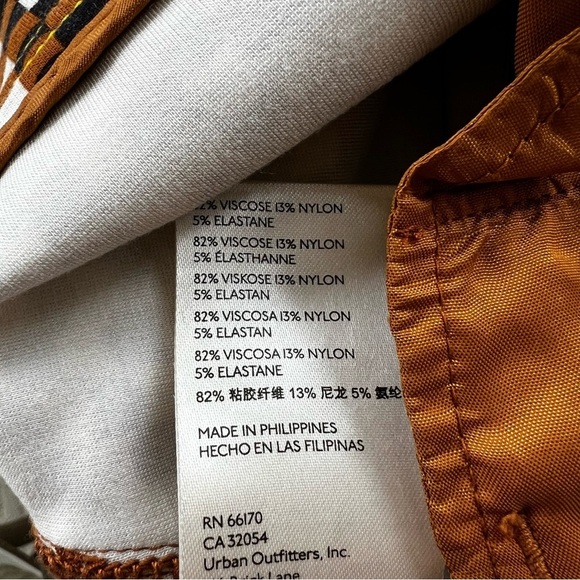 82% VISCOSE 13% NYLON
5% ELASTANE
82% VISCOSE 13% NYLON
5% ÉLASTHANNE
82% VISKOSE 13% NYLON
5% ELASTAN
82% VISCOSA 13% NYLON
5% ELASTAN
82% VISCOSA 13% NYLON
5% ELASTANE
82% 粘胶纤维 13% 尼龙 5% 氨纶
MADE IN PHILIPPINES
HECHO EN LAS FILIPINAS
RN 66170
CA 32054
Urban Outfitters, Inc.
Brick Lane